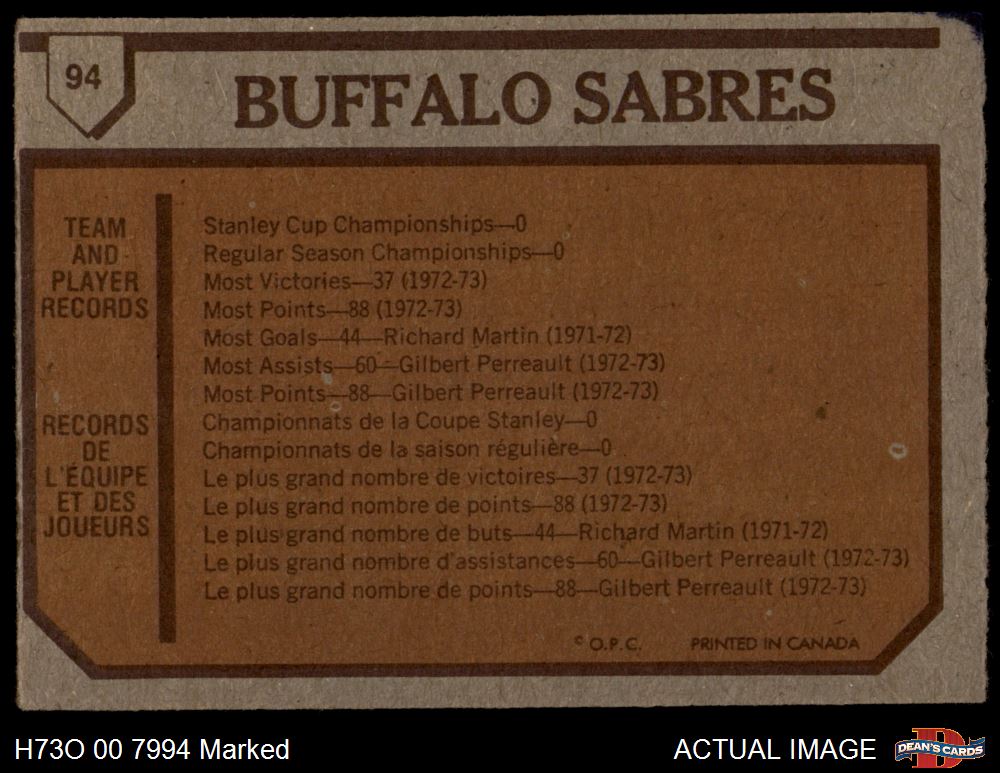 94
BUFFALO SABRES
TEAM
AND
PLAYER
RECORDS
Stanley Cup Championships—0
Regular Season Championships—0
Most Victories—37 (1972-73)
Most Points—88 (1972-73)
Most Goals—44—Richard Martin (1971-72)
Most Assists—60—Gilbert Perreault (1972-73)
Most Points—88—Gilbert Perreault (1972-73)
RECORDS
DE
L'ÉQUIPE
ET DES
JOUEURS
Championnats de la Coupe Stanley—0
Championnats de la saison régulière—0
Le plus grand nombre de victoires—37 (1972-73)
Le plus grand nombre de points—88 (1972-73)
Le plus grand nombre de buts—44—Richard Martin (1971-72)
Le plus grand nombre d'assistances—60—Gilbert Perreault (1972-73)
Le plus grand nombre de points—88—Gilbert Perreault (1972-73)
© O.P.C. PRINTED IN CANADA
H73O 00 7994 Marked
ACTUAL IMAGE
DEAN'S CARDS